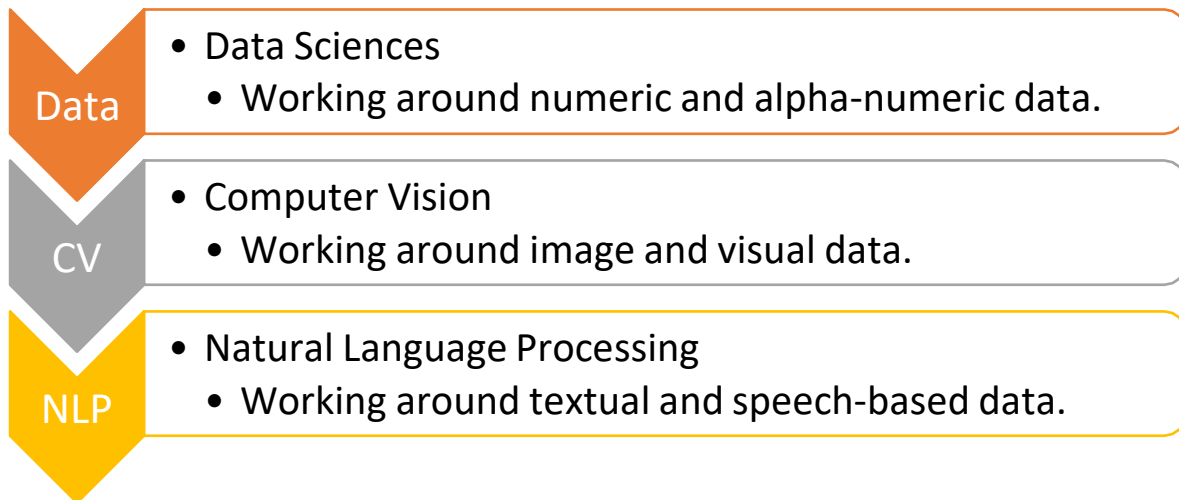 Data
• Data Sciences
• Working around numeric and alpha-numeric data.
CV
• Computer Vision
• Working around image and visual data.
NLP
• Natural Language Processing
• Working around textual and speech-based data.